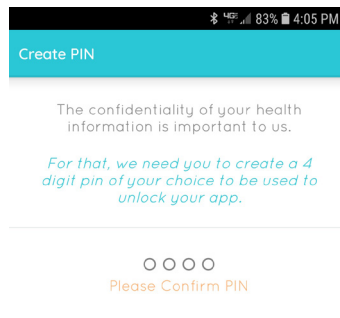 4G LTE 83% 4:05 PM
Create PIN
The confidentiality of your health
information is important to us.
For that, we need you to create a 4
digit pin of your choice to be used to
unlock your app.
Please Confirm PIN